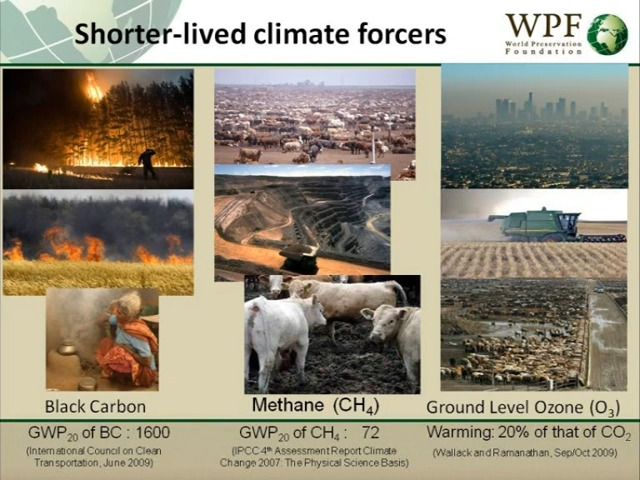 Shorter-lived climate forcers
WPF
World Preservation
Foundation
Black Carbon
GWP20 of BC : 1600
(International Council on Clean
Transportation, June 2009)
Methane (CH4)
GWP20 of CH4 : 72
(IPCC 4th Assessment Report Climate
Change 2007: The Physical Science Basis)
Ground Level Ozone (O3)
Warming: 20% of that of CO2
(Wallack and Ramanathan, Sep/Oct 2009)